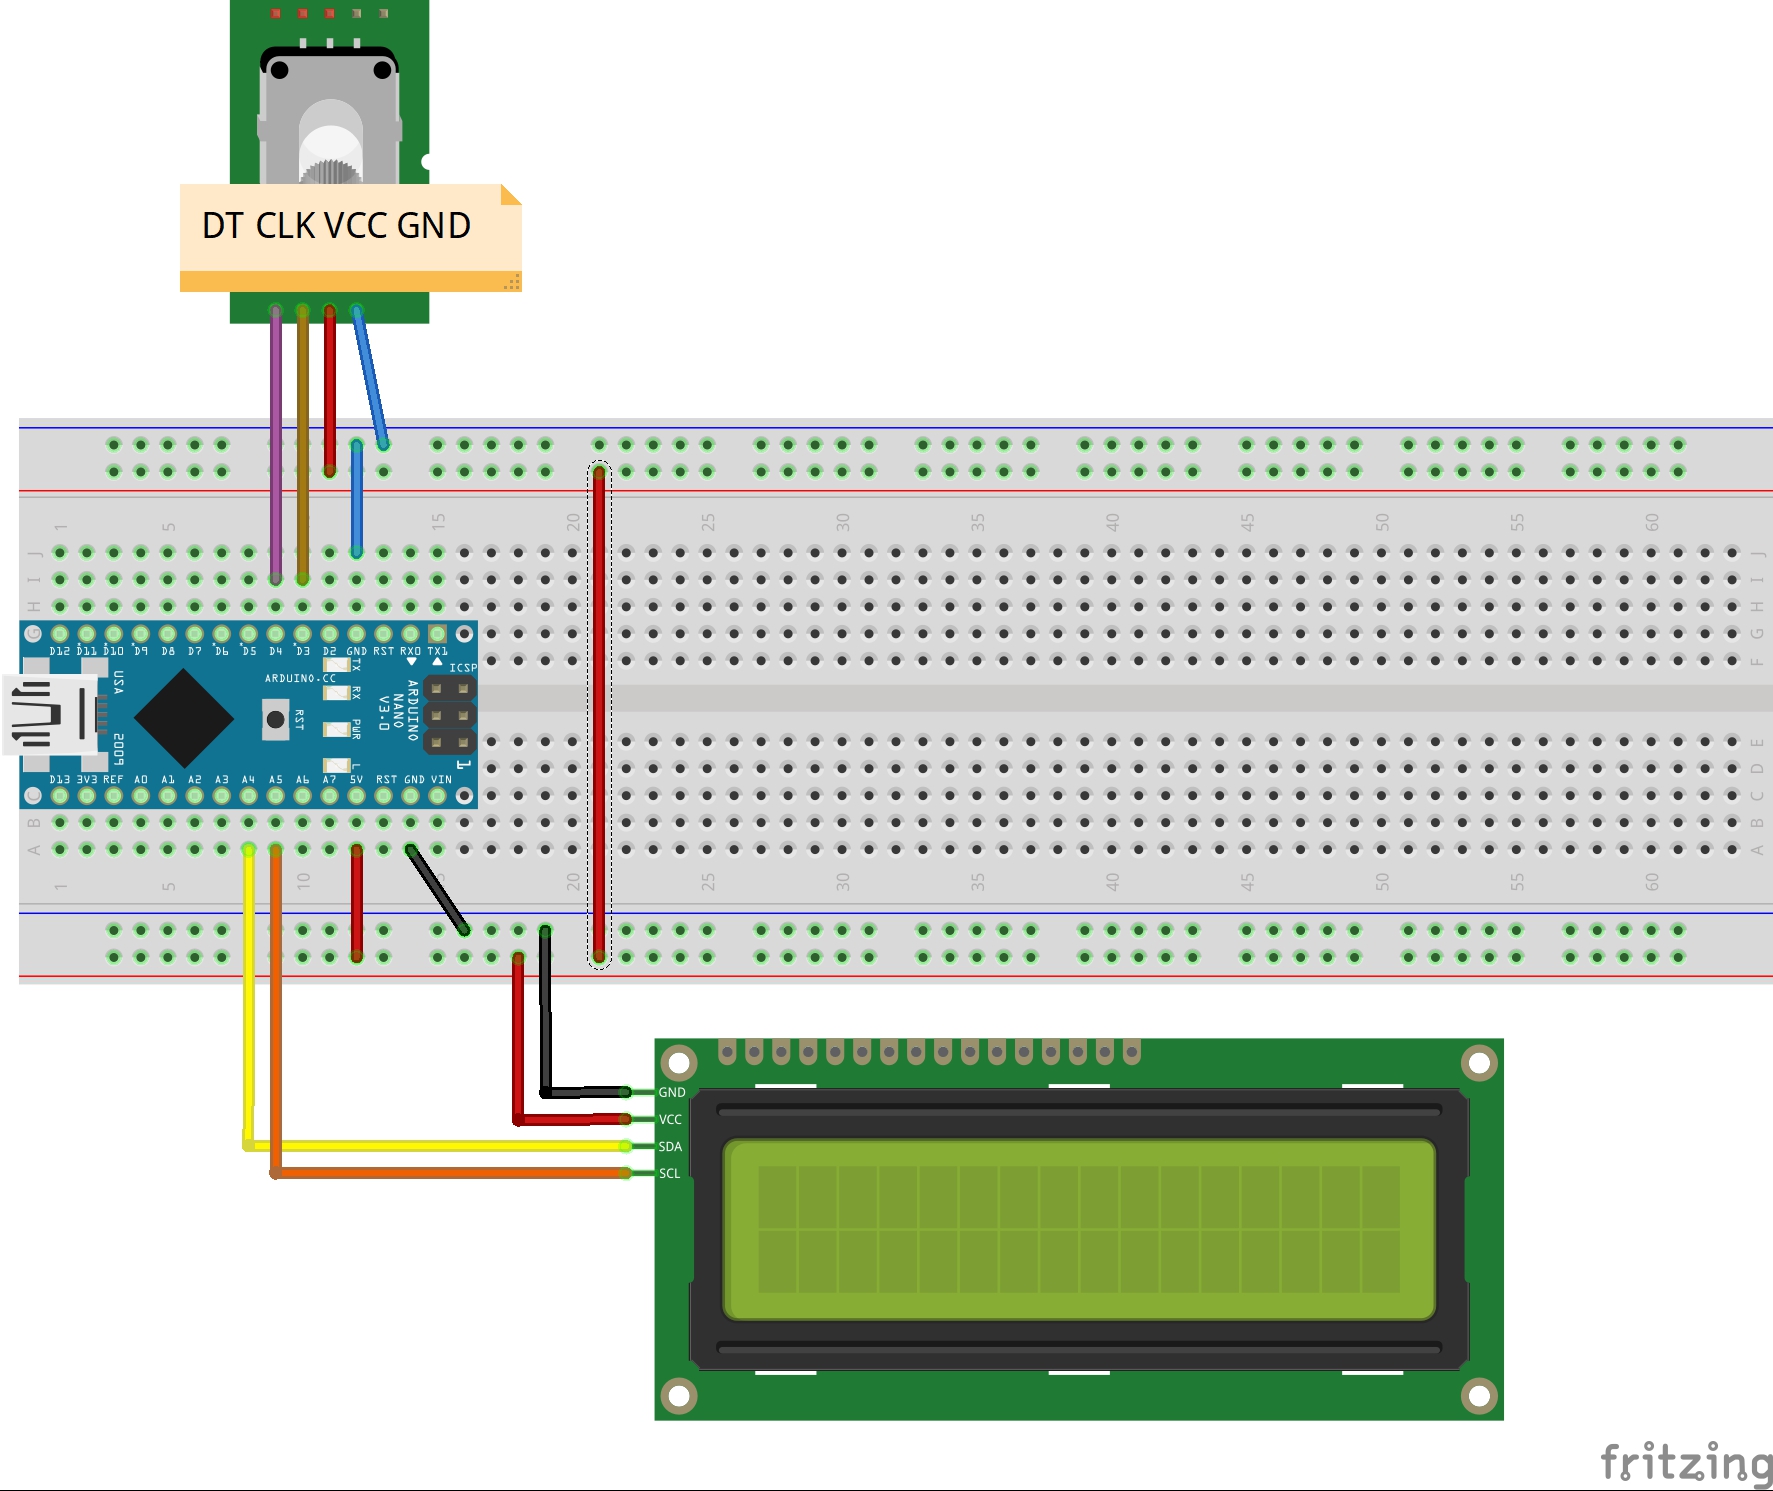 DT CLK VCC GND
1 5 15 20 25 30 35 40 45 50 55 60
J J
I I
H H
G G
D12 D11 D10 D9 D8 D7 D6 D5 D4 D3 D2 GND RST RX0 TX1
F
TX
ICSP
ARDUINO.CC
USA
RX
RST
ARDUINO
NANO
V3.0
PWR
2009
L
1
E
D
D13 3V3 REF A0 A1 A2 A3 A4 A5 A6 A7 5V RST GND VIN
C C
B B
A A
1 5 10 5 20 25 30 35 40 45 50 55 60
GND
VCC
SDA
SCL
fritzing